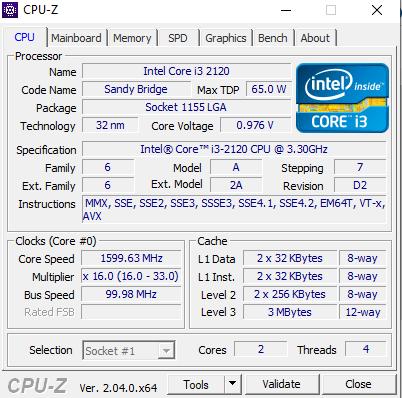 CPU-Z
CPU Mainboard Memory SPD Graphics Bench About
Processor
Name Intel Core i3 2120
Code Name Sandy Bridge Max TDP 65.0 W
Package Socket 1155 LGA
Technology 32 nm Core Voltage 0.976 V
intel inside™
CORE i3
Specification Intel® Core™ i3-2120 CPU @ 3.30GHz
Family 6 Model A Stepping 7
Ext. Family 6 Ext. Model 2A Revision D2
Instructions MMX, SSE, SSE2, SSE3, SSSE3, SSE4.1, SSE4.2, EM64T, VT-x,
AVX
Clocks (Core #0)
Core Speed 1599.63 MHz
Multiplier x 16.0 (16.0 - 33.0)
Bus Speed 99.98 MHz
Rated FSB
Cache
L1 Data 2 x 32 KBytes 8-way
L1 Inst. 2 x 32 KBytes 8-way
Level 2 2 x 256 KBytes 8-way
Level 3 3 MBytes 12-way
Selection Socket #1 Cores 2 Threads 4
CPU-Z Ver. 2.04.0.x64 Tools Validate Close